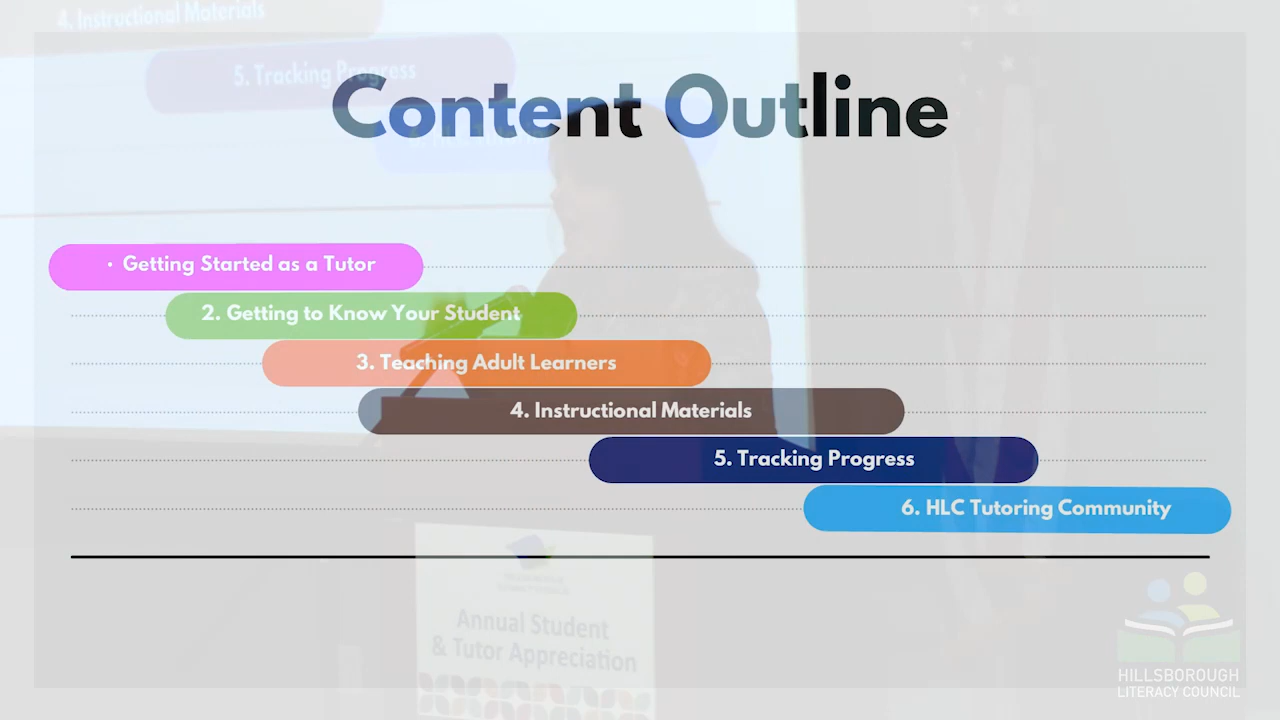 4. Instructional Materials
5. Tracking Progress
Content Outline
• Getting Started as a Tutor
2. Getting to Know Your Student
3. Teaching Adult Learners
4. Instructional Materials
5. Tracking Progress
6. HLC Tutoring Community
Annual Student
& Tutor Appreciation
HILLSBOROUGH
LITERACY COUNCIL